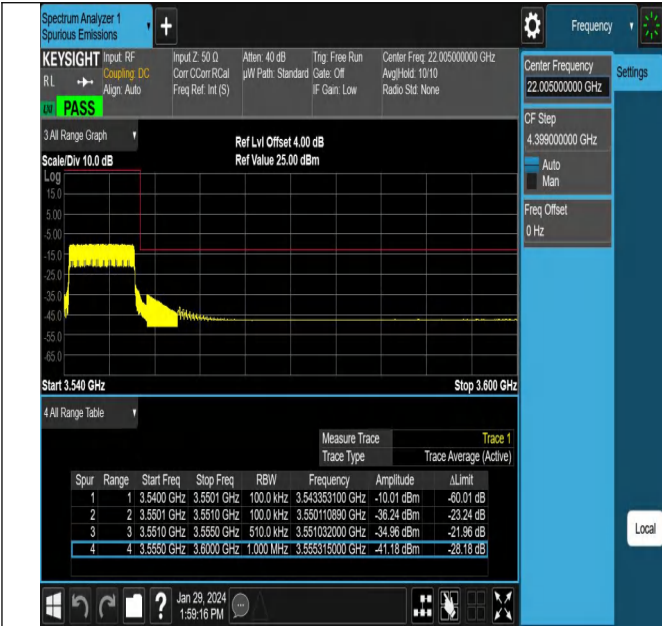 Spectrum Analyzer 1
Spurious Emissions
Frequency
KEYSIGHT
Input: RF
Coupling: DC
Align: Auto
Input Z: 50 Ω
Corr CCorr RCal
Freq Ref: Int (S)
Atten: 40 dB
µW Path: Standard
Trig: Free Run
Gate: Off
IF Gain: Low
Center Freq: 22.005000000 GHz
Avg|Hold: 10/10
Radio Std: None
RL
LXI
PASS
3 All Range Graph
Ref Lvl Offset 4.00 dB
Scale/Div 10.0 dB
Ref Value 25.00 dBm
Log
15.0
5.00
-5.00
-15.0
-25.0
-35.0
-45.0
-55.0
-65.0
Start 3.540 GHz
Stop 3.600 GHz
4 All Range Table
Measure Trace Trace 1
Trace Type Trace Average (Active)
Spur Range Start Freq Stop Freq RBW Frequency Amplitude ΔLimit
1 1 3.5400 GHz 3.5501 GHz 100.0 kHz 3.543353100 GHz -10.01 dBm -60.01 dB
2 2 3.5501 GHz 3.5510 GHz 100.0 kHz 3.550110890 GHz -36.24 dBm -23.24 dB
3 3 3.5510 GHz 3.5550 GHz 510.0 kHz 3.551032000 GHz -34.96 dBm -21.96 dB
4 4 3.5550 GHz 3.6000 GHz 1.000 MHz 3.555315000 GHz -41.18 dBm -28.18 dB
Jan 29, 2024
1:59:16 PM
Center Frequency
22.005000000 GHz
Settings
CF Step
4.399000000 GHz
Auto
Man
Freq Offset
0 Hz
Local